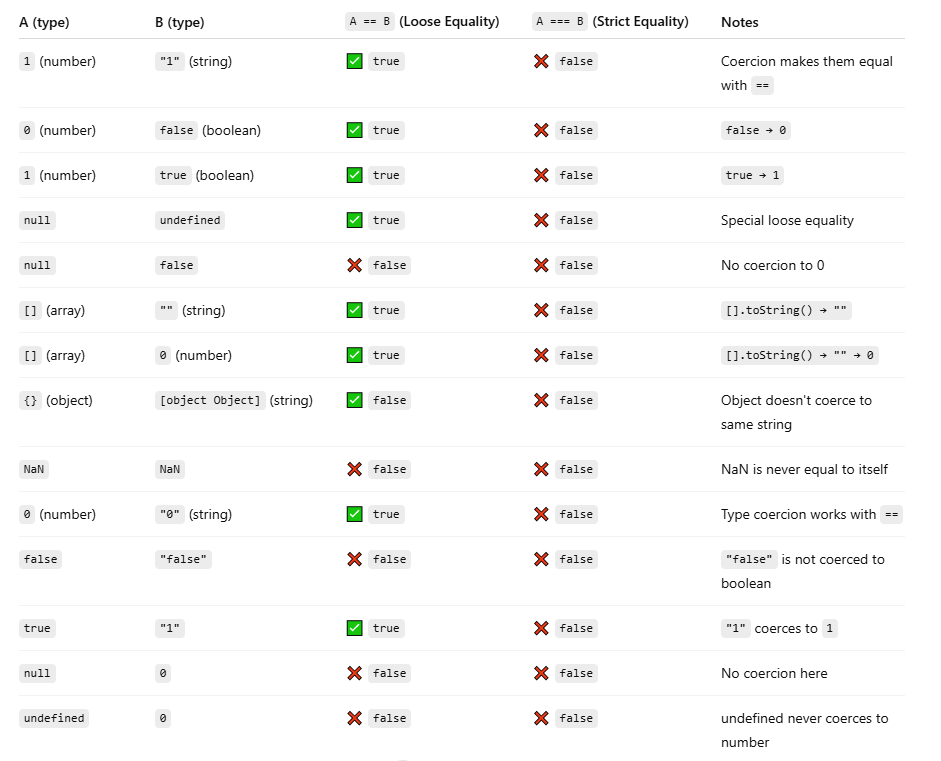 A (type) B (type) A == B (Loose Equality) A === B (Strict Equality) Notes
1 (number) "1" (string) ✅ true ❌ false Coercion makes them equal
with ==
0 (number) false (boolean) ✅ true ❌ false false → 0
1 (number) true (boolean) ✅ true ❌ false true → 1
null undefined ✅ true ❌ false Special loose equality
null false ❌ false ❌ false No coercion to 0
[] (array) "" (string) ✅ true ❌ false [].toString() → ""
[] (array) 0 (number) ✅ true ❌ false [].toString() → "" → 0
{} (object) [object Object] (string) ✅ false ❌ false Object doesn't coerce to
same string
NaN NaN ❌ false ❌ false NaN is never equal to itself
0 (number) "0" (string) ✅ true ❌ false Type coercion works with ==
false "false" ❌ false ❌ false "false" is not coerced to
boolean
true "1" ✅ true ❌ false "1" coerces to 1
null 0 ❌ false ❌ false No coercion here
undefined 0 ❌ false ❌ false undefined never coerces to
number